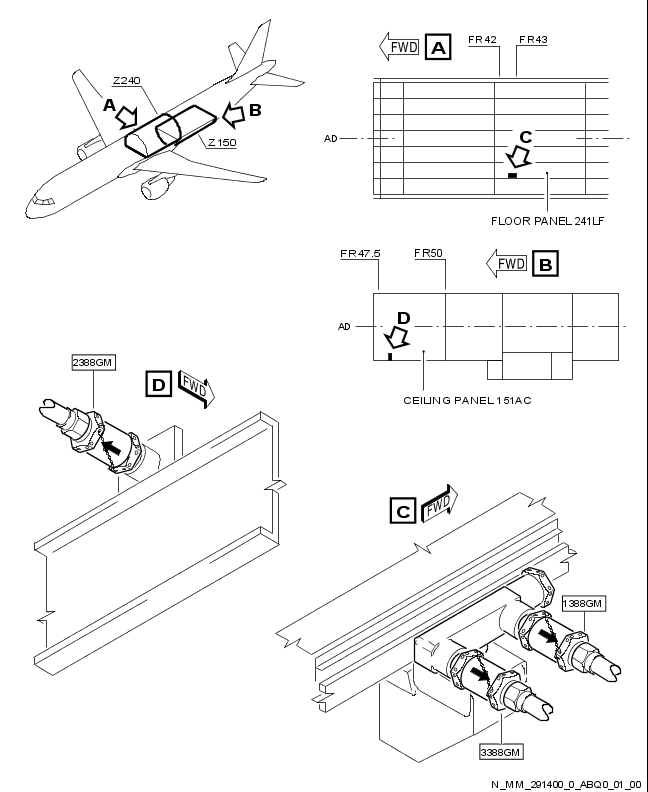 FWD A
FR42 FR43
Z240
A
B
Z150
AD
C
FLOOR PANEL 241LF
FR47.5 FR50
FWD B
AD
D
CEILING PANEL 151AC
2388GM
D FWD
C FWD
1388GM
3388GM
N_MM_291400_0_ABQ0_01_00